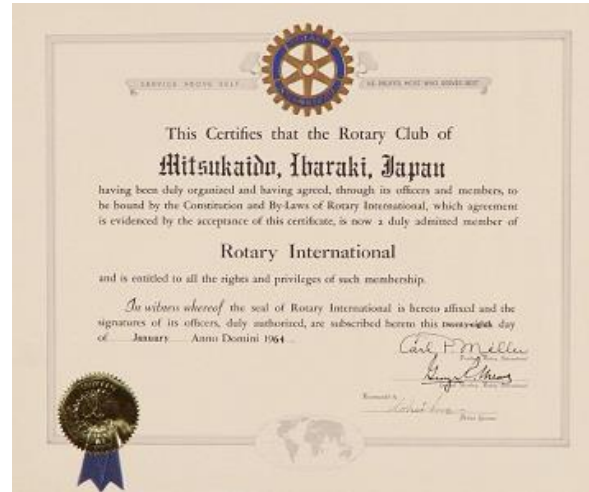 SERVICE ABOVE SELF
HE PROFITS MOST WHO SERVES BEST
ROTARY
INTERNATIONAL
This Certifies that the Rotary Club of
Mitsukaido, Ibaraki, Japan
having been duly organized and having agreed, through its officers and members, to
be bound by the Constitution and By-Laws of Rotary International, which agreement
is evidenced by the acceptance of this certificate, is now a duly admitted member of
Rotary International
and is entitled to all the rights and privileges of such membership.
In witness whereof the seal of Rotary International is hereto affixed and the
signatures of its officers, duly authorized, are subscribed hereto this twenty-eighth day
of January Anno Domini 1964
Carl P. Miller
President, Rotary International